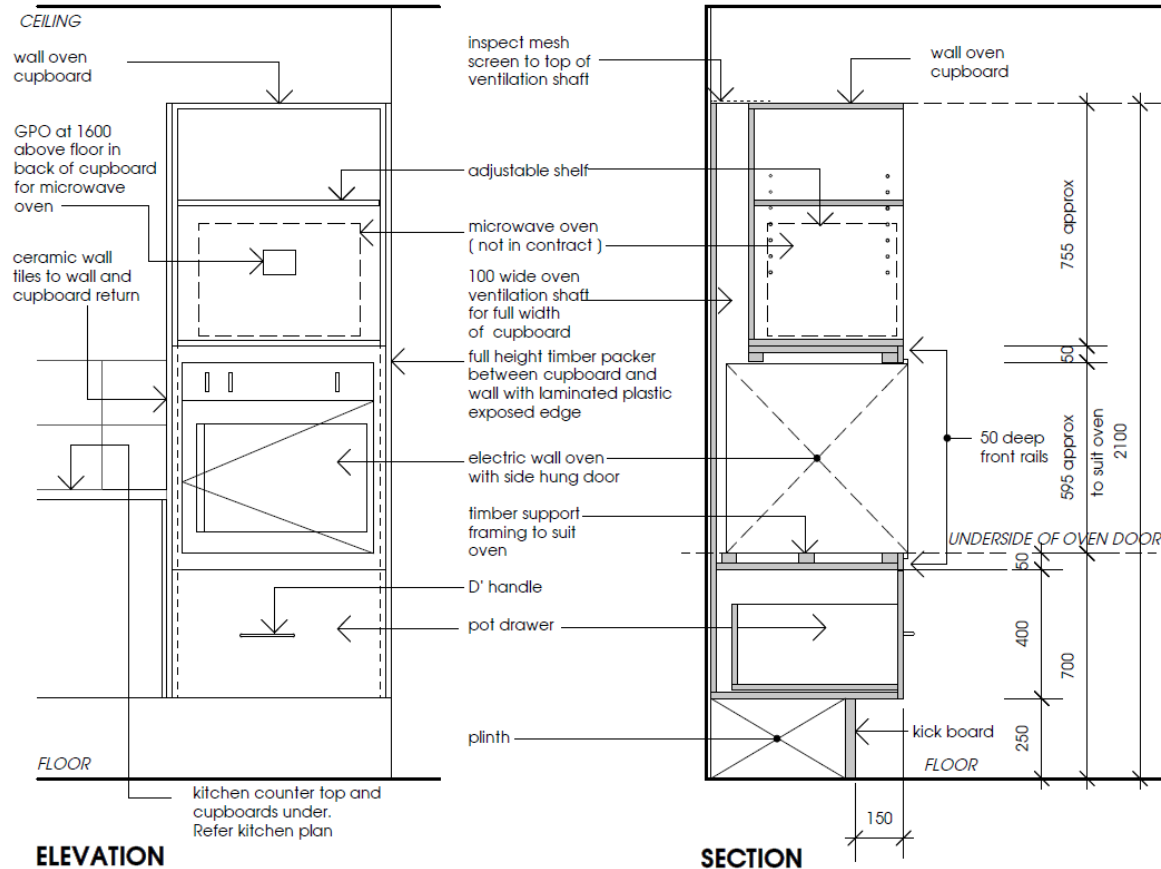 CEILING
wall oven
cupboard
GPO at 1600
above floor in
back of cupboard
for microwave
oven
ceramic wall
tiles to wall and
cupboard return
FLOOR
kitchen counter top and
cupboards under.
Refer kitchen plan
ELEVATION
inspect mesh
screen to top of
ventilation shaft
adjustable shelf
microwave oven
( not in contract )
100 wide oven
ventilation shaft
for full width
of cupboard
full height timber packer
between cupboard and
wall with laminated plastic
exposed edge
electric wall oven
with side hung door
timber support
framing to suit
oven
D' handle
pot drawer
plinth
wall oven
cupboard
50 deep
front rails
UNDERSIDE OF OVEN DOOR
kick board
FLOOR
755 approx
50
595 approx
to suit oven
2100
50
400
700
250
150
SECTION